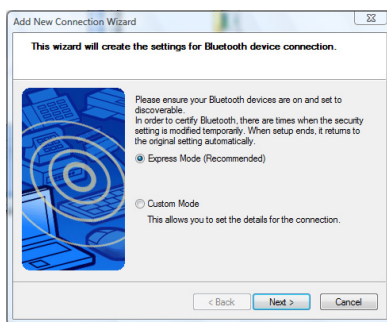 Add New Connection Wizard
This wizard will create the settings for Bluetooth device connection.
Please ensure your Bluetooth devices are on and set to
discoverable.
In order to certify Bluetooth, there are times when the security
setting is modified temporarily. When setup ends, it returns to
the original setting automatically.
Express Mode (Recommended)
Custom Mode
This allows you to set the details for the connection.
< Back
Next >
Cancel